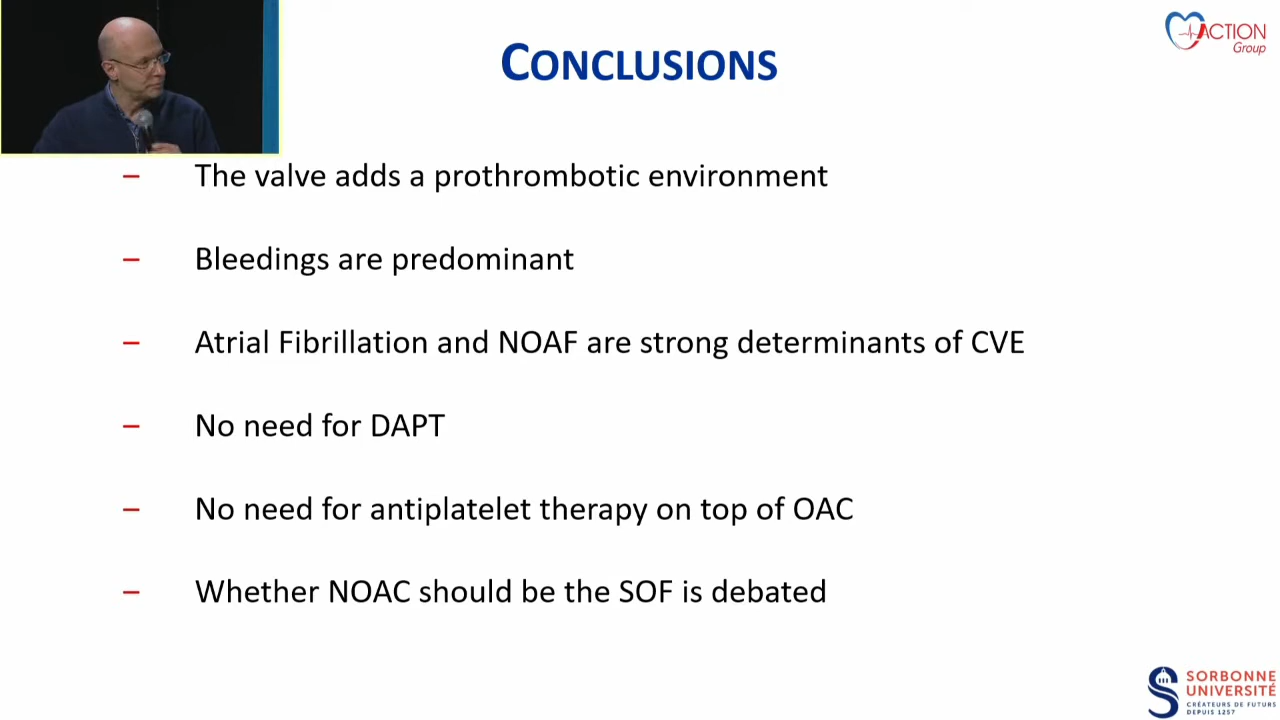 ACTION
Group
CONCLUSIONS
– The valve adds a prothrombotic environment
– Bleedings are predominant
– Atrial Fibrillation and NOAF are strong determinants of CVE
– No need for DAPT
– No need for antiplatelet therapy on top of OAC
– Whether NOAC should be the SOF is debated
SORBONNE
UNIVERSITÉ
CRÉATEURS DE FUTURS
DEPUIS 1257